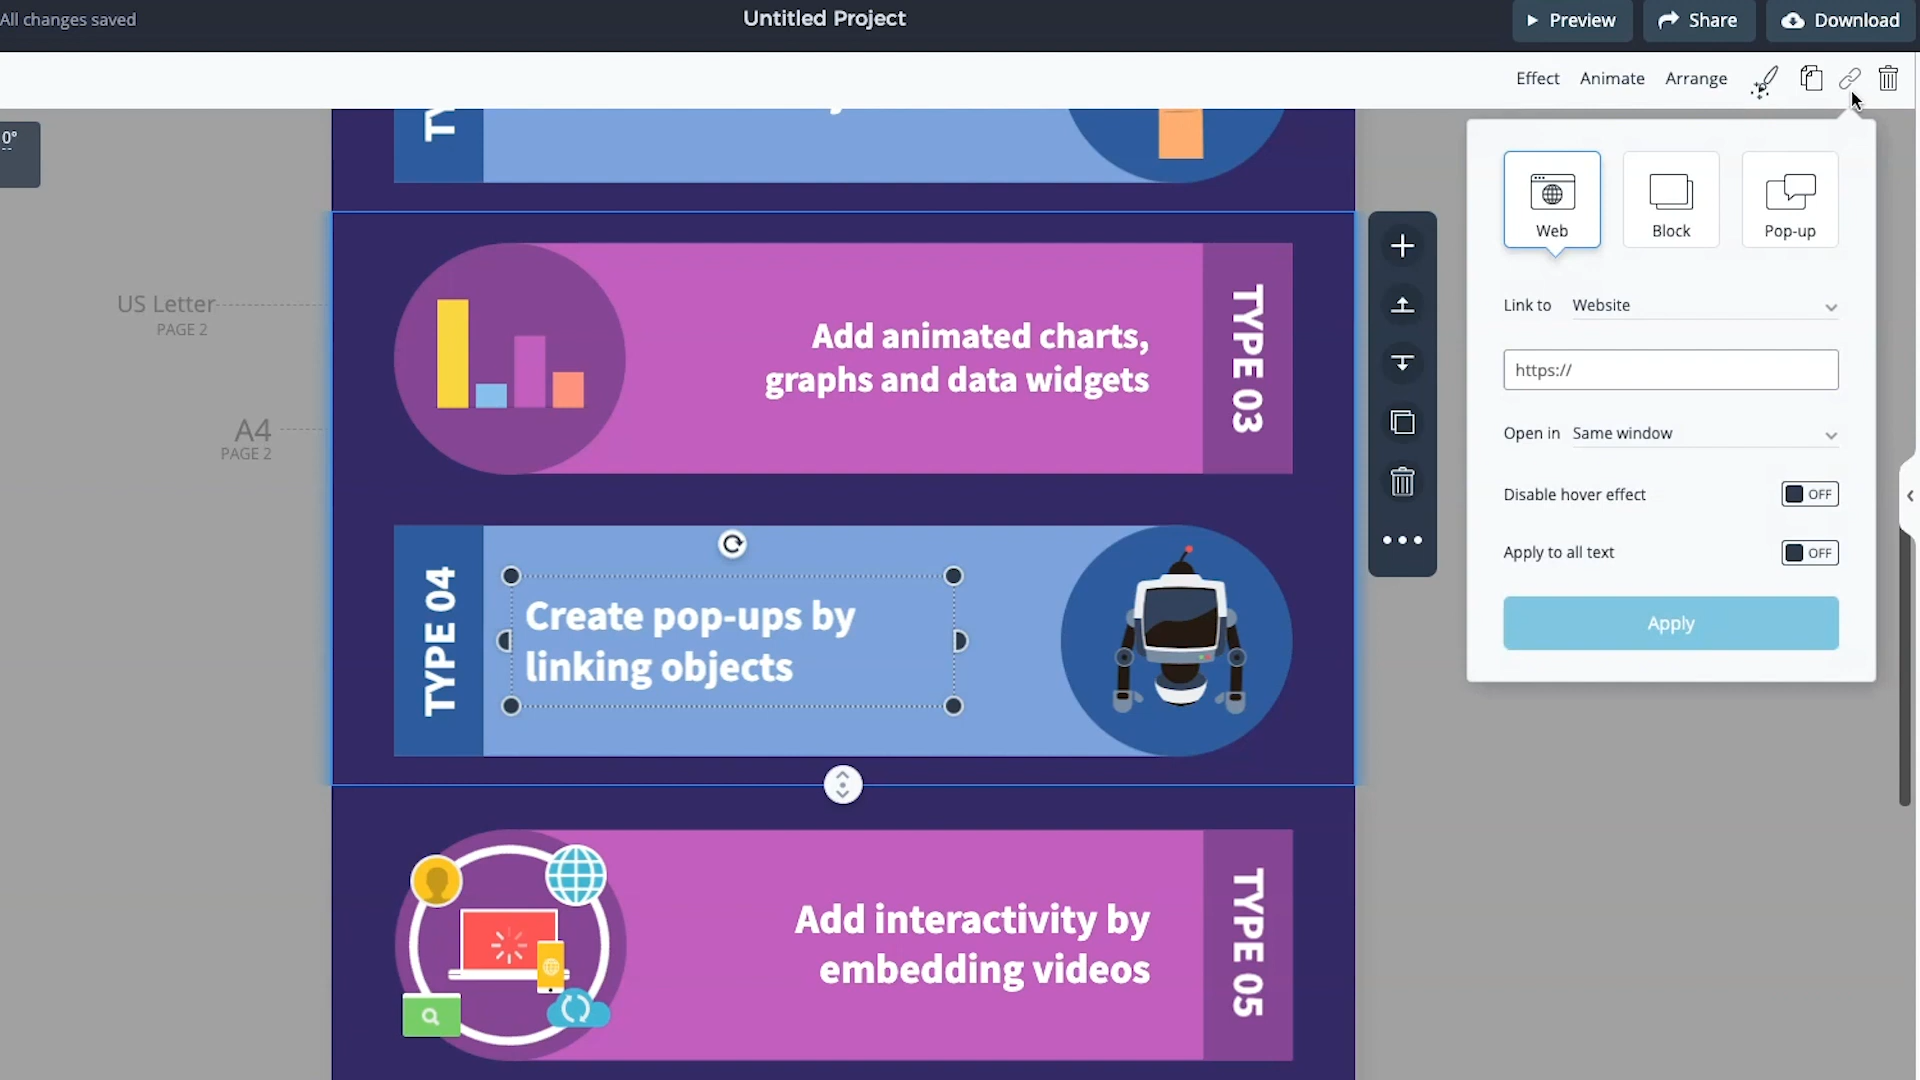 All changes saved
Untitled Project
Preview
Share
Download
Effect
Animate
Arrange
0°
US Letter
PAGE 2
A4
PAGE 2
Add animated charts,
graphs and data widgets
TYPE 03
TYPE 04
Create pop-ups by
linking objects
Add interactivity by
embedding videos
TYPE 05
Web
Block
Pop-up
Link to Website
https://
Open in Same window
Disable hover effect OFF
Apply to all text OFF
Apply